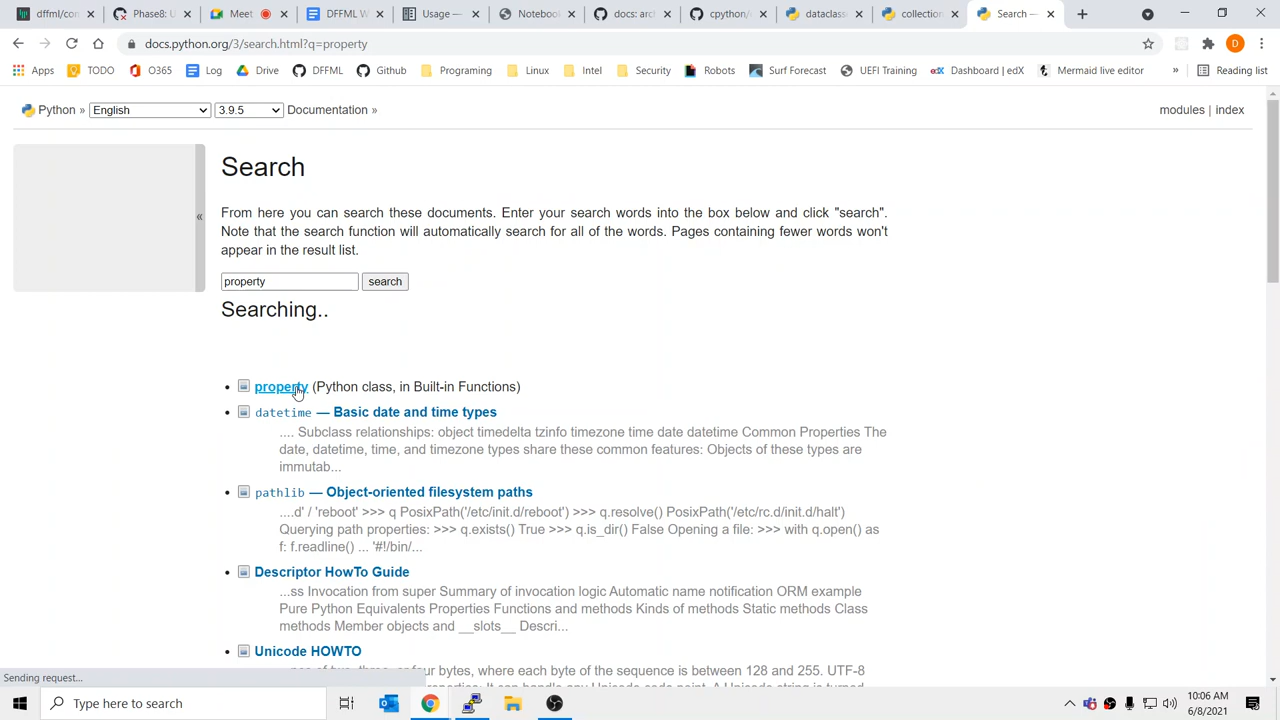 dffml/con
Phase8: U
Meet
DFFML W
Usage —
Notebook
docs: arc
cpython/
dataclass
collection
Search —
docs.python.org/3/search.html?q=property
D
Apps
TODO
O365
Log
Drive
DFFML
Github
Programing
Linux
Intel
Security
Robots
Surf Forecast
UEFI Training
edX
Dashboard | edX
Mermaid live editor
»
Reading list
Python »
English
3.9.5
Documentation »
modules | index
«
Search
From here you can search these documents. Enter your search words into the box below and click "search".
Note that the search function will automatically search for all of the words. Pages containing fewer words won't
appear in the result list.
property
search
Searching..
property (Python class, in Built-in Functions)
datetime — Basic date and time types
.... Subclass relationships: object timedelta tzinfo timezone time date datetime Common Properties The
date, datetime, time, and timezone types share these common features: Objects of these types are
immutab...
pathlib — Object-oriented filesystem paths
....d' / 'reboot' >>> q PosixPath('/etc/init.d/reboot') >>> q.resolve() PosixPath('/etc/rc.d/init.d/halt')
Querying path properties: >>> q.exists() True >>> q.is_dir() False Opening a file: >>> with q.open() as
f: f.readline() ... '#!/bin/...
Descriptor HowTo Guide
...ss Invocation from super Summary of invocation logic Automatic name notification ORM example
Pure Python Equivalents Properties Functions and methods Kinds of methods Static methods Class
methods Member objects and __slots__ Descri...
Unicode HOWTO
of two, three, or four bytes, where each byte of the sequence is between 128 and 255. UTF-8
Sending request...
Type here to search
10:06 AM
6/8/2021